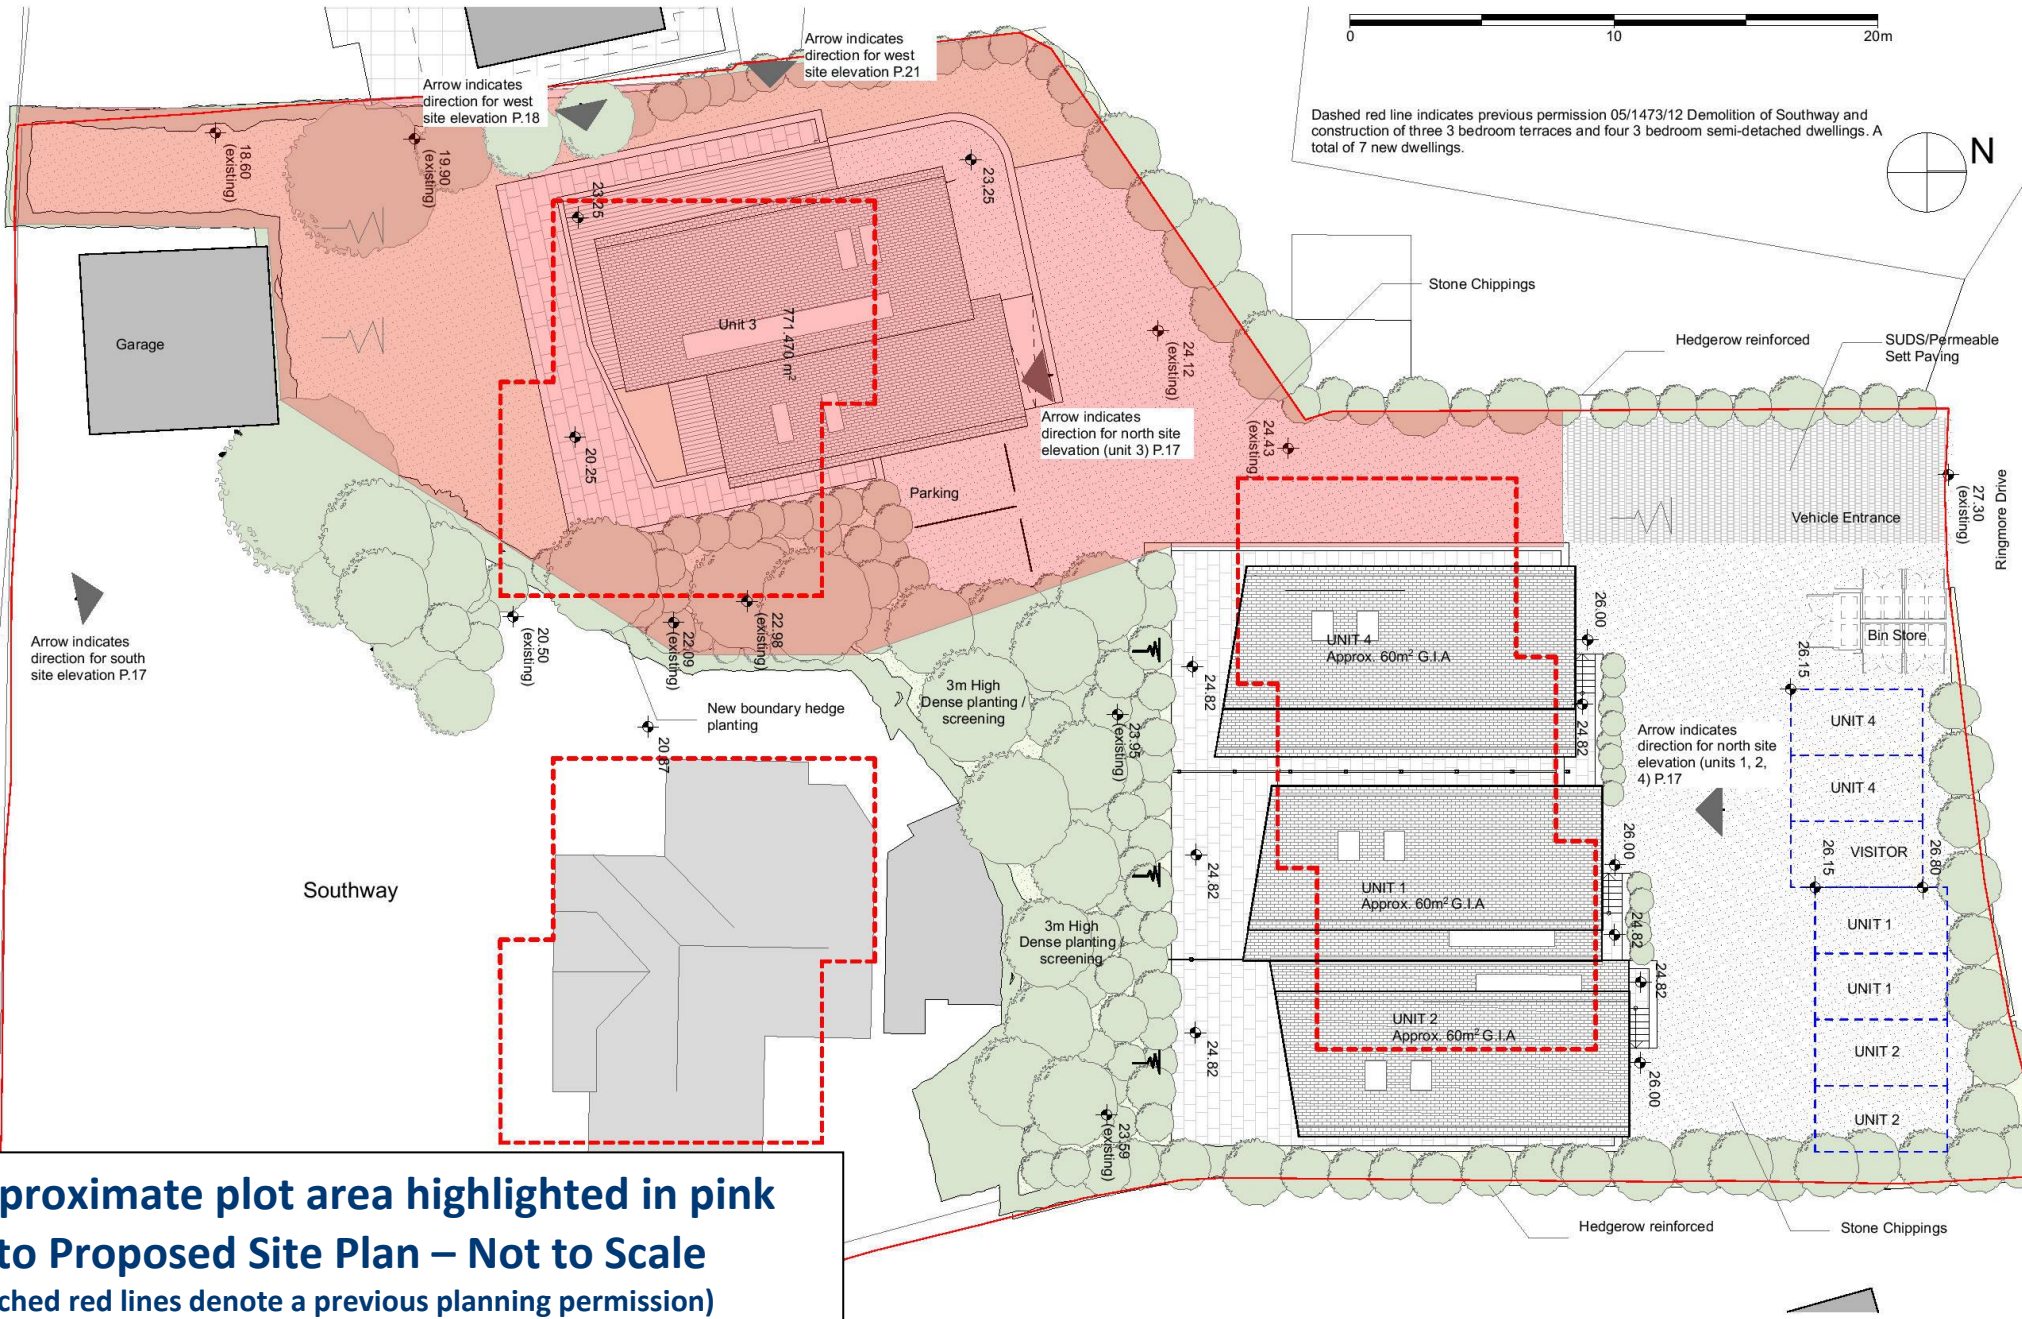 Arrow indicates
direction for west
site elevation P.21
Arrow indicates
direction for west
site elevation P.18
0
10
20m
Dashed red line indicates previous permission 05/1473/12 Demolition of Southway and
construction of three 3 bedroom terraces and four 3 bedroom semi-detached dwellings. A
total of 7 new dwellings.
N
18.60
(existing)
19.90
(existing)
23.25
23.25
Stone Chippings
Hedgerow reinforced
SUDS/Permeable
Sett Paving
Garage
Unit 3
771.470 m²
24.12
(existing)
Arrow indicates
direction for north site
elevation (unit 3) P.17
24.43
(existing)
20.25
Parking
Vehicle Entrance
27.30
(existing)
Ringmore Drive
Arrow indicates
direction for south
site elevation P.17
20.50
(existing)
22.09
(existing)
22.98
(existing)
New boundary hedge
planting
20.87
3m High
Dense planting /
screening
23.95
(existing)
24.82
UNIT 4
Approx. 60m² G.I.A
26.00
24.82
Bin Store
26.15
UNIT 4
UNIT 4
VISITOR
26.15
26.80
Arrow indicates
direction for north site
elevation (units 1, 2,
4) P.17
Southway
24.82
UNIT 1
Approx. 60m² G.I.A
26.00
24.82
UNIT 1
UNIT 1
3m High
Dense planting
screening
24.82
24.82
UNIT 2
Approx. 60m² G.I.A
26.00
UNIT 2
UNIT 2
23.59
(existing)
Hedgerow reinforced
Stone Chippings
proximate plot area highlighted in pink
to Proposed Site Plan – Not to Scale
ched red lines denote a previous planning permission)